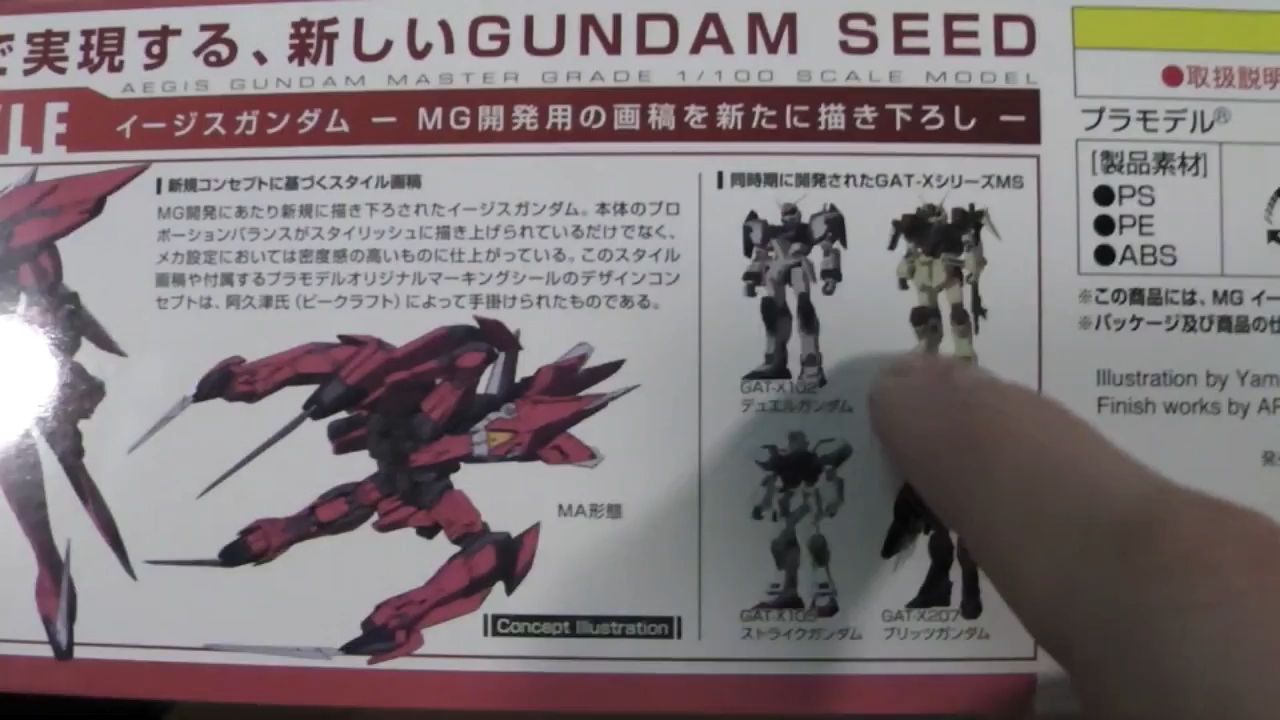 で実現する、新しいGUNDAM SEED
AEGIS GUNDAM MASTER GRADE 1/100 SCALE MODEL
イージスガンダム ー MG開発用の画稿を新たに描き下ろし ー
新規コンセプトに基づくスタイル画稿
MG開発にあたり新規に描き下ろされたイージスガンダム。本体のプロ
ポーションバランスがスタイリッシュに描き上げられているだけでなく、
メカ設定においては密度感の高いものに仕上がっている。このスタイル
画稿や付属するプラモデルオリジナルマーキングシールのデザインコン
セプトは、阿久津氏（ビークラフト）によって手掛けられたものである。
MA形態
Concept Illustration
同時期に開発されたGAT-XシリーズMS
GAT-X102
デュエルガンダム
GAT-X105
ストライクガンダム
GAT-X207
ブリッツガンダム
●取扱説明
プラモデル®
[製品素材]
●PS
●PE
●ABS
※この商品には、MG イー
※パッケージ及び商品の仕
Illustration by Yam
Finish works by AR